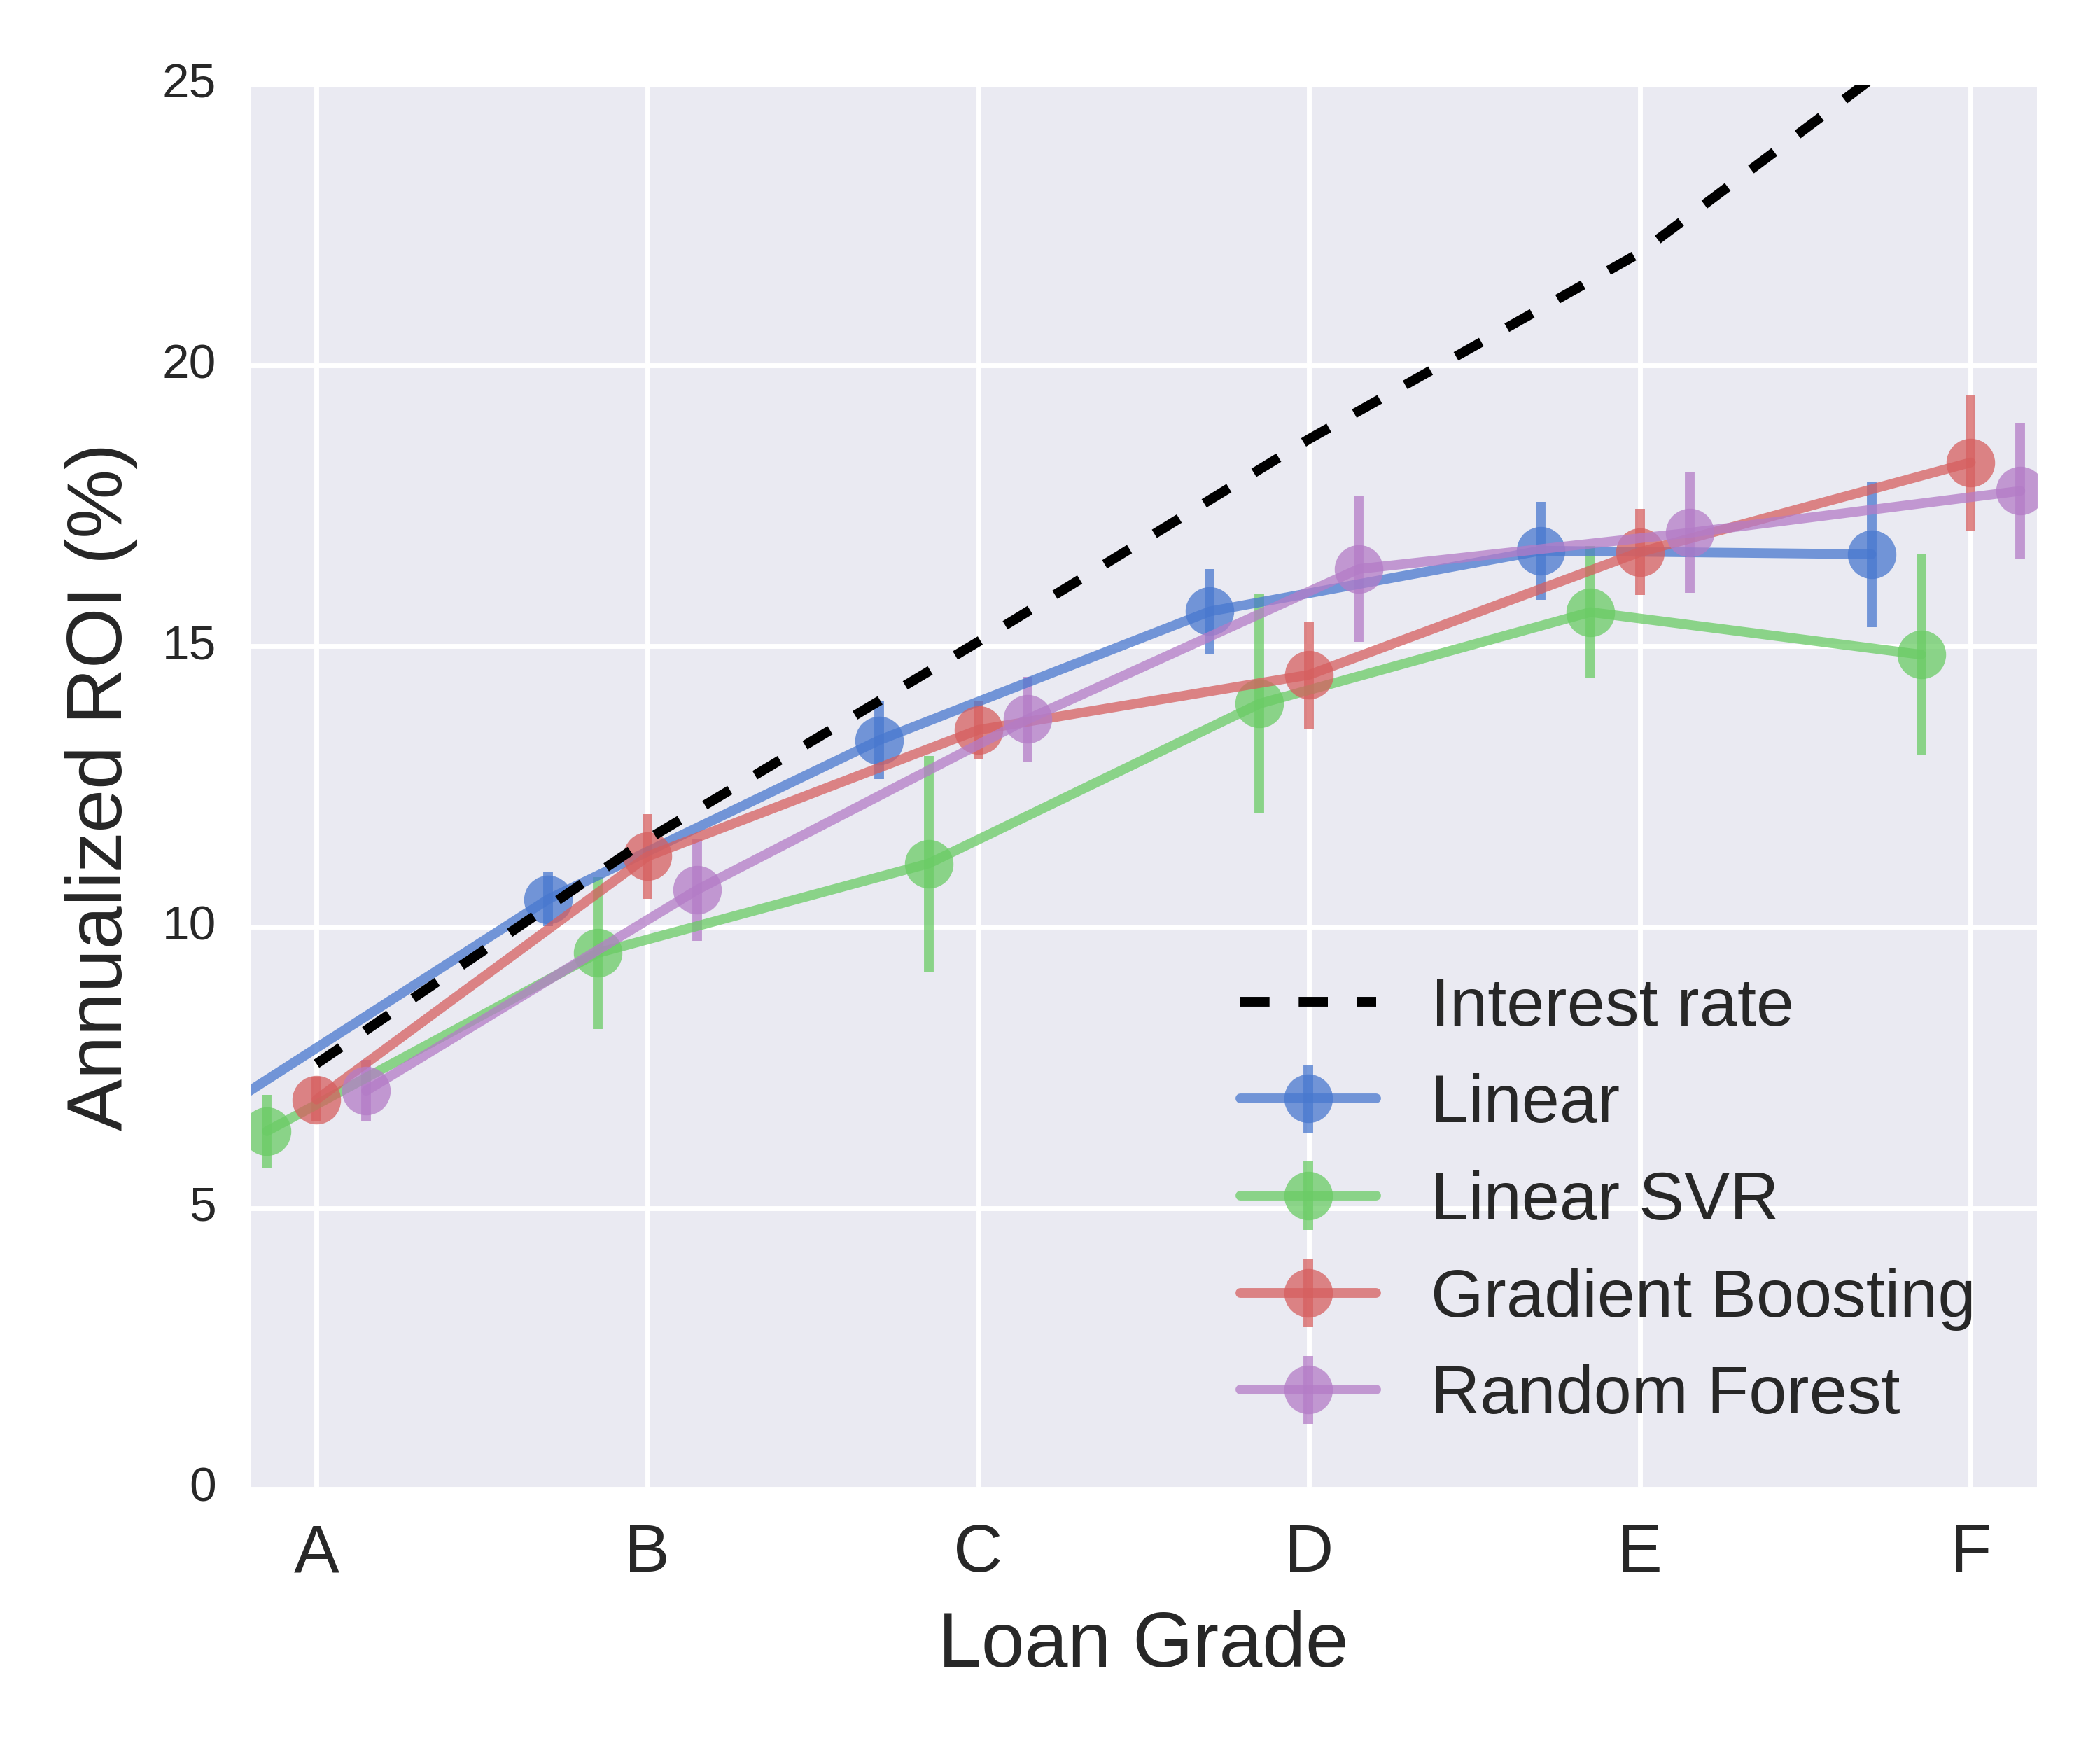 25
20
15
10
5
0
Annualized ROI (%)
Interest rate
Linear
Linear SVR
Gradient Boosting
Random Forest
A B C D E F
Loan Grade